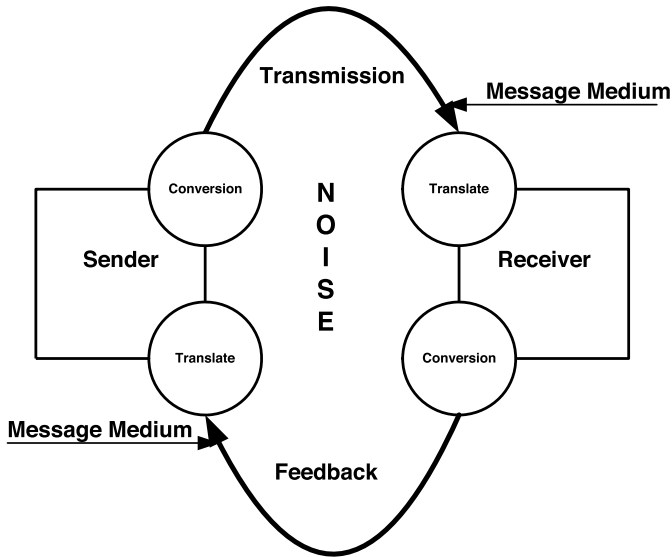 Transmission
Message Medium
Conversion
Translate
N
O
I
S
E
Sender
Receiver
Translate
Conversion
Message Medium
Feedback